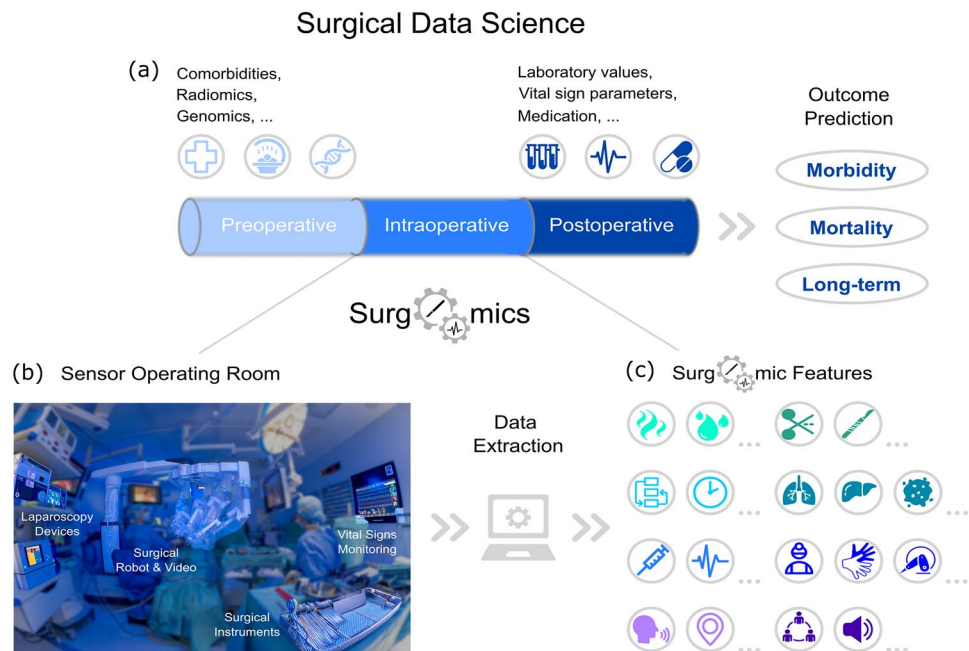 Surgical Data Science
(a)
Comorbidities,
Radiomics,
Genomics, ...
Laboratory values,
Vital sign parameters,
Medication, ...
Outcome
Prediction
Preoperative
Intraoperative
Postoperative
Morbidity
Mortality
Long-term
Surg mics
(b) Sensor Operating Room
Laparoscopy
Devices
Surgical
Robot & Video
Vital Signs
Monitoring
Surgical
Instruments
Data
Extraction
(c) Surg mic Features
...
...
...
...
...
...
...
...